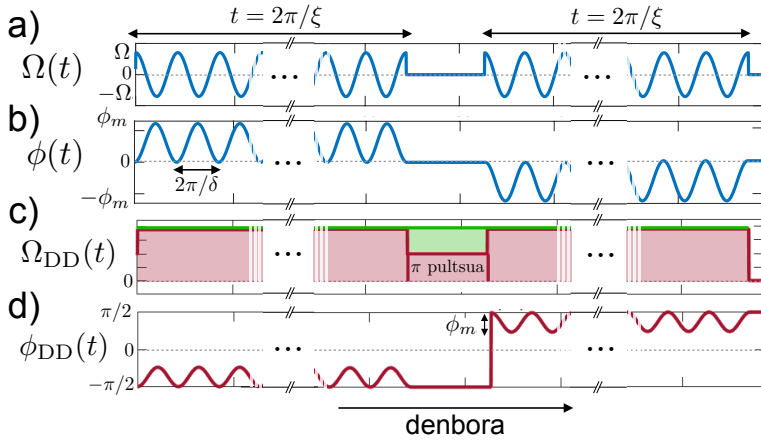 t = 2π/ξ t = 2π/ξ
a)
Ω(t)
Ω
0
−Ω
b)
ϕ(t)
ϕ_m
0
−ϕ_m
2π/δ
c)
Ω_DD(t)
0
π pultsua
d)
ϕ_DD(t)
π/2
0
−π/2
ϕ_m
denbora